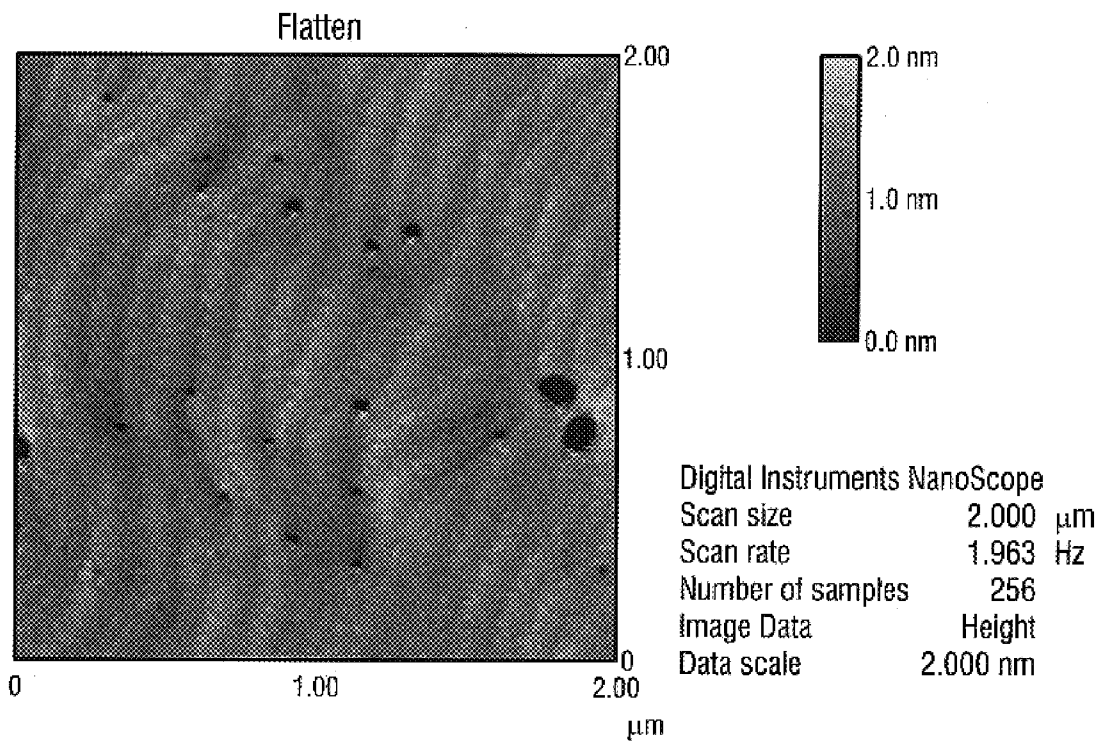 Flatten
2.00
1.00
0
0 1.00 2.00
μm
2.0 nm
1.0 nm
0.0 nm
Digital Instruments NanoScope
Scan size 2.000 μm
Scan rate 1.963 Hz
Number of samples 256
Image Data Height
Data scale 2.000 nm